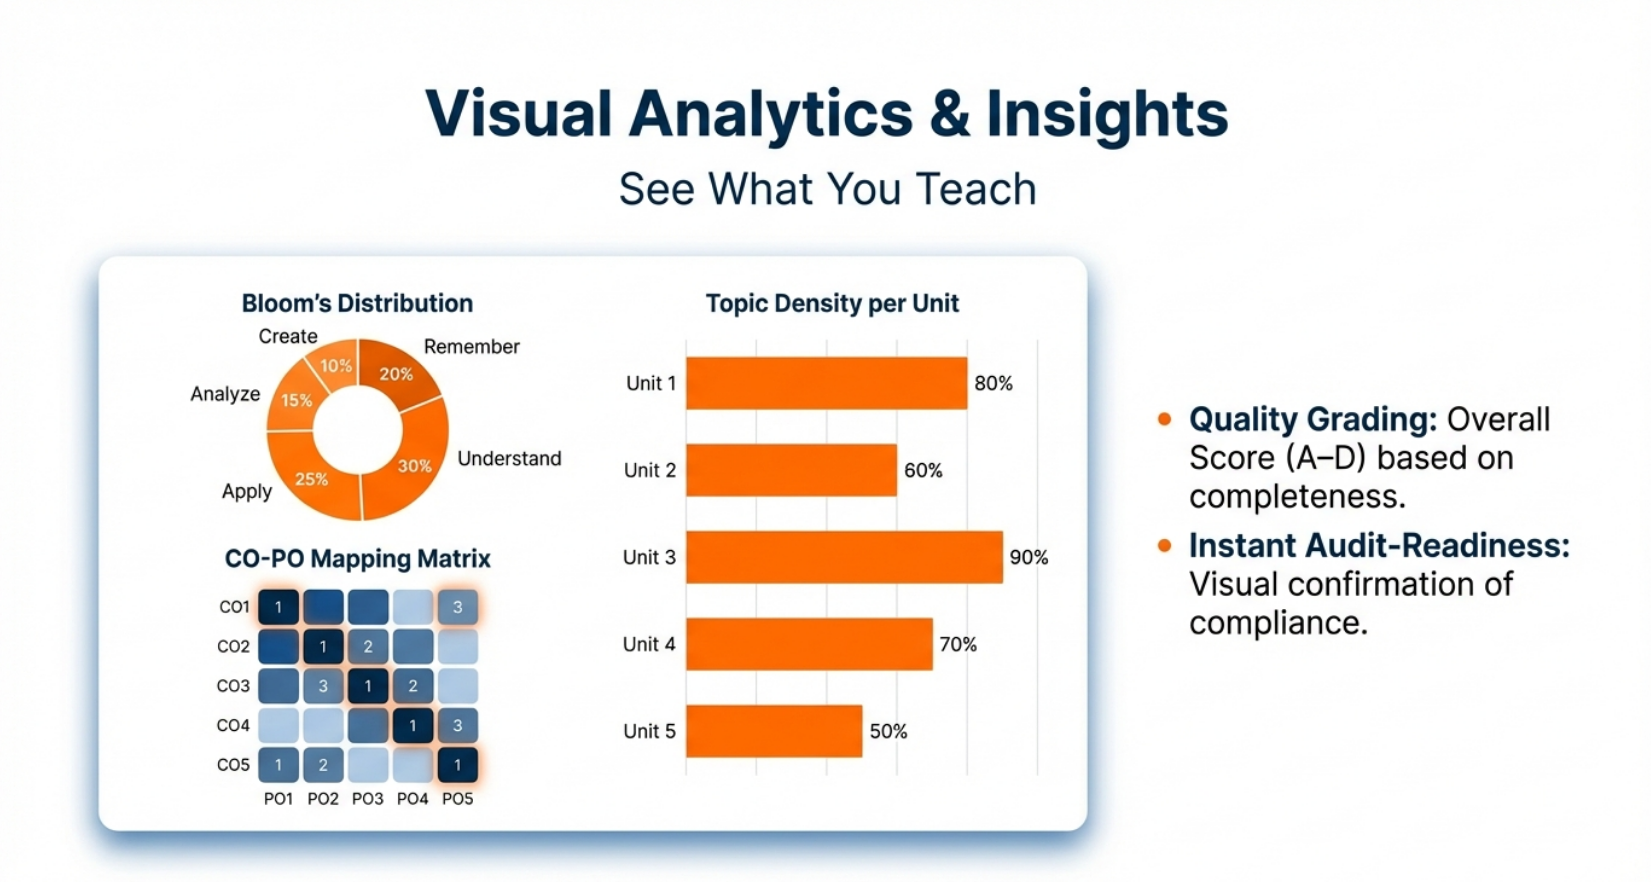 Visual Analytics & Insights
See What You Teach
Bloom's Distribution
Create
Remember
10%
20%
Analyze
15%
Understand
30%
25%
Apply
CO-PO Mapping Matrix
CO1 1 3
CO2 1 2
CO3 3 1 2
CO4 1 3
CO5 1 2 1
PO1 PO2 PO3 PO4 PO5
Topic Density per Unit
Unit 1 80%
Unit 2 60%
Unit 3 90%
Unit 4 70%
Unit 5 50%
• Quality Grading: Overall
Score (A–D) based on
completeness.
• Instant Audit-Readiness:
Visual confirmation of
compliance.